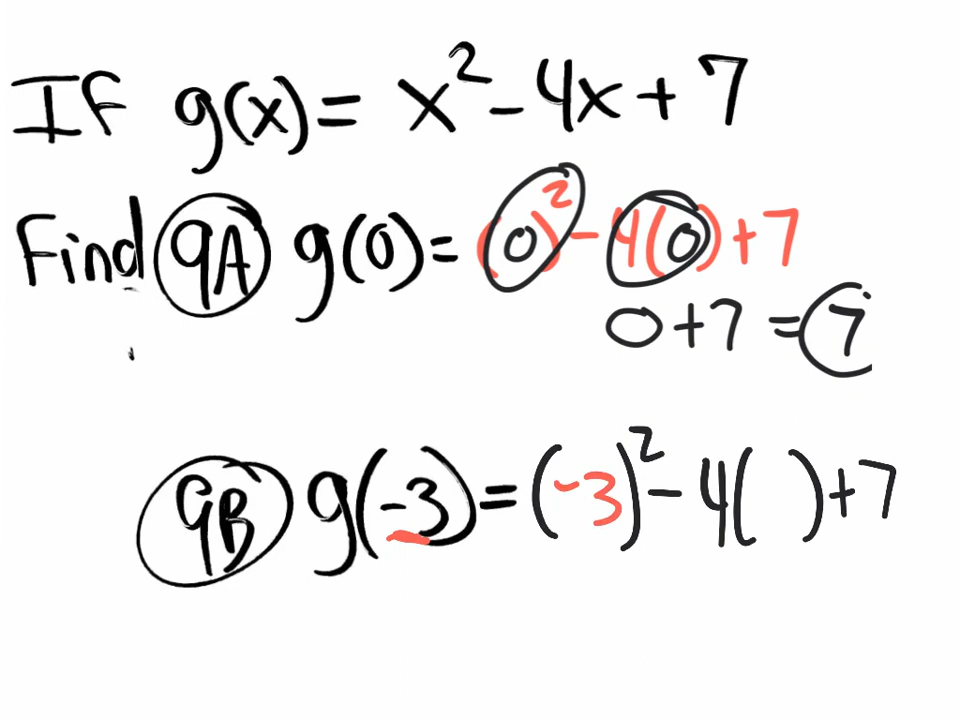 If g(x) = x² - 4x + 7
Find 9A g(0) = (0)² - 4(0) + 7
0 + 7 = 7
9B g(-3) = (-3)² - 4( ) + 7